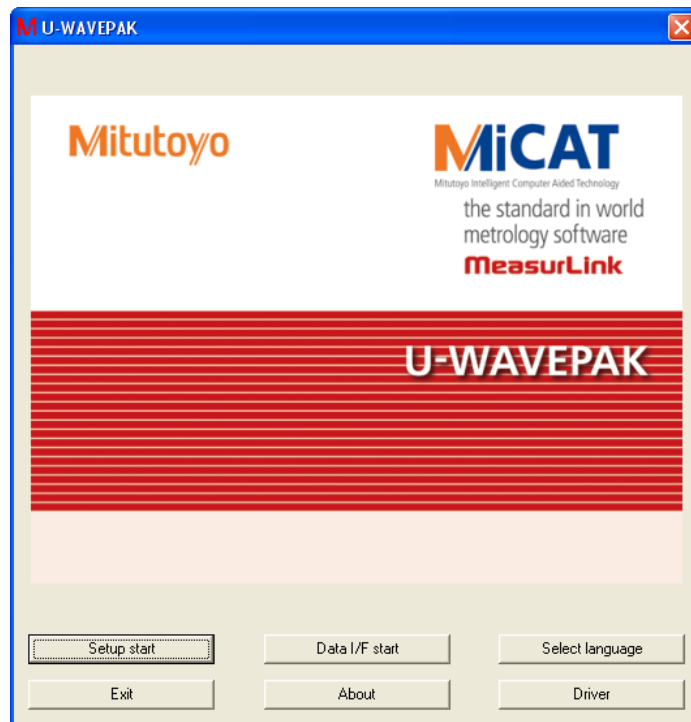 U-WAVEPAK
Mitutoyo
MiCAT
Mitutoyo Intelligent Computer Aided Technology
the standard in world
metrology software
MeasurLink
U-WAVEPAK
Setup start
Data I/F start
Select language
Exit
About
Driver